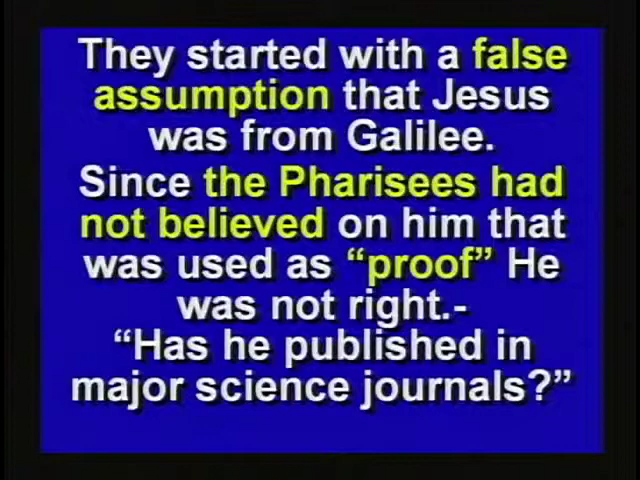 They started with a false
assumption that Jesus
was from Galilee.
Since the Pharisees had
not believed on him that
was used as “proof” He
was not right.-
“Has he published in
major science journals?”